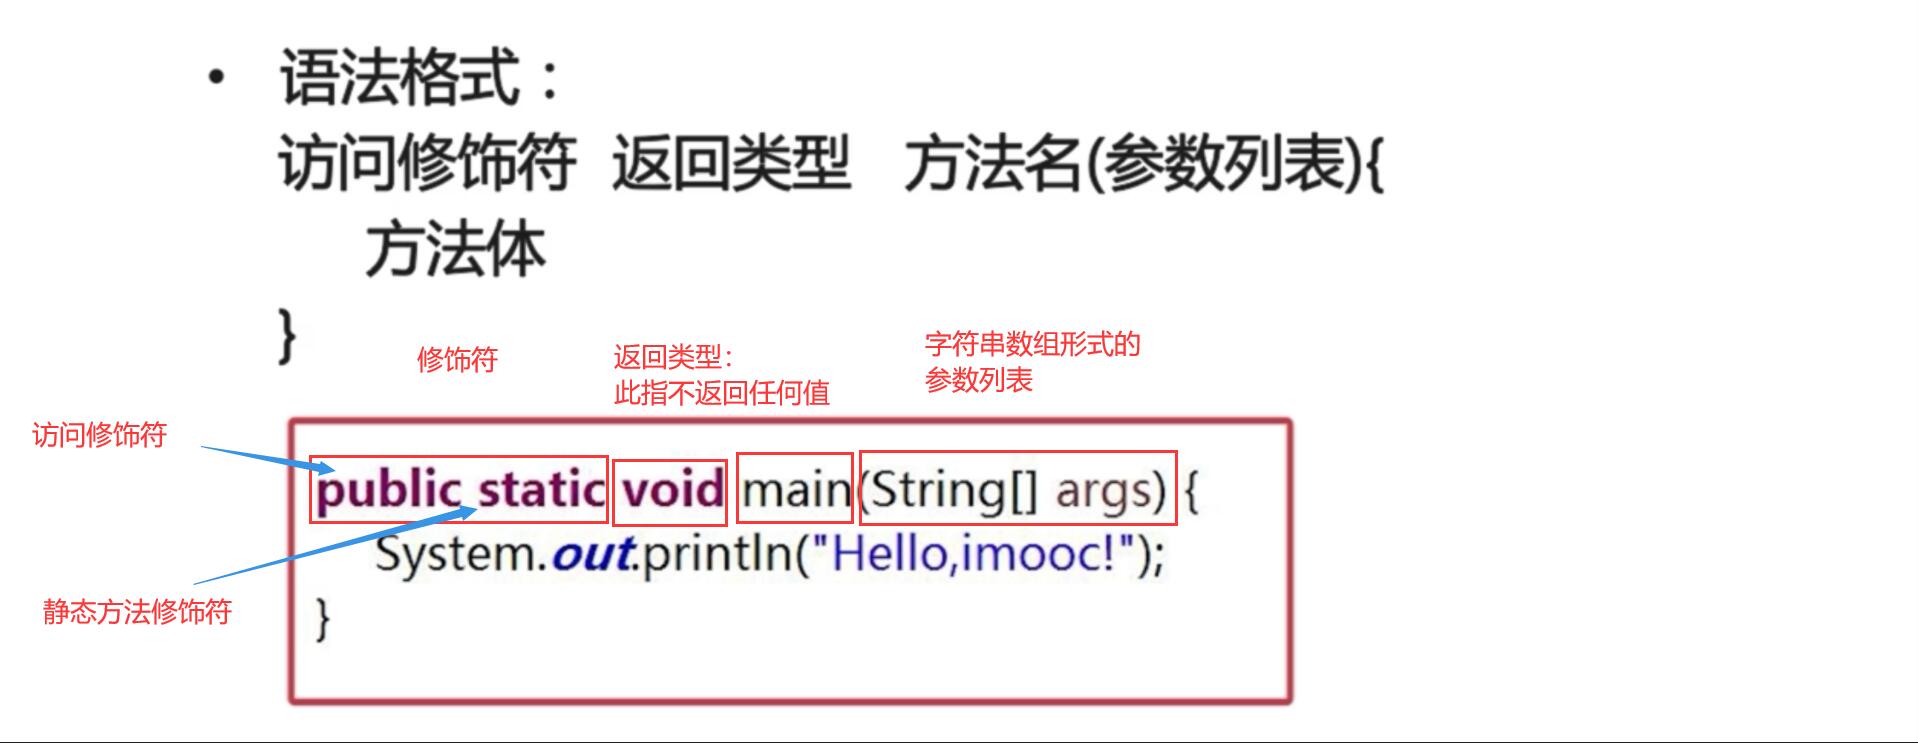 • 语法格式：
访问修饰符 返回类型 方法名(参数列表){
方法体
}
修饰符
返回类型：
此指不返回任何值
字符串数组形式的
参数列表
访问修饰符
public static void main(String[] args) {
System.out.println("Hello,imooc!");
静态方法修饰符
}